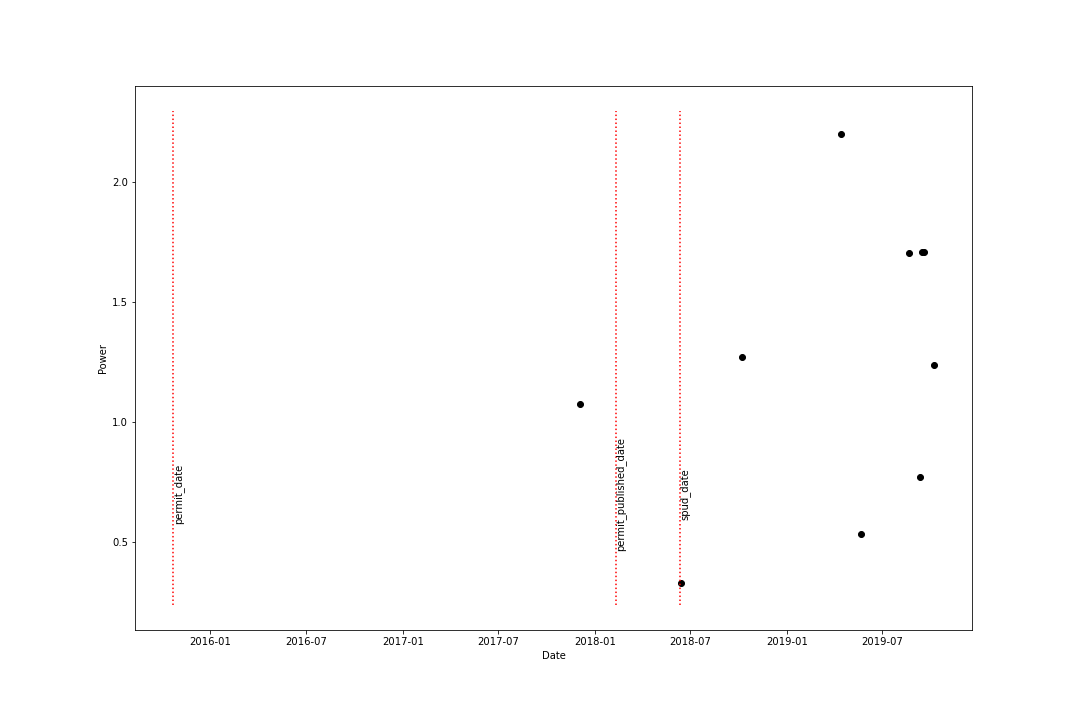 2.0
1.5
1.0
0.5
Power
permit_date
permit_published_date
spud_date
2016-01
2016-07
2017-01
2017-07
2018-01
2018-07
2019-01
2019-07
Date